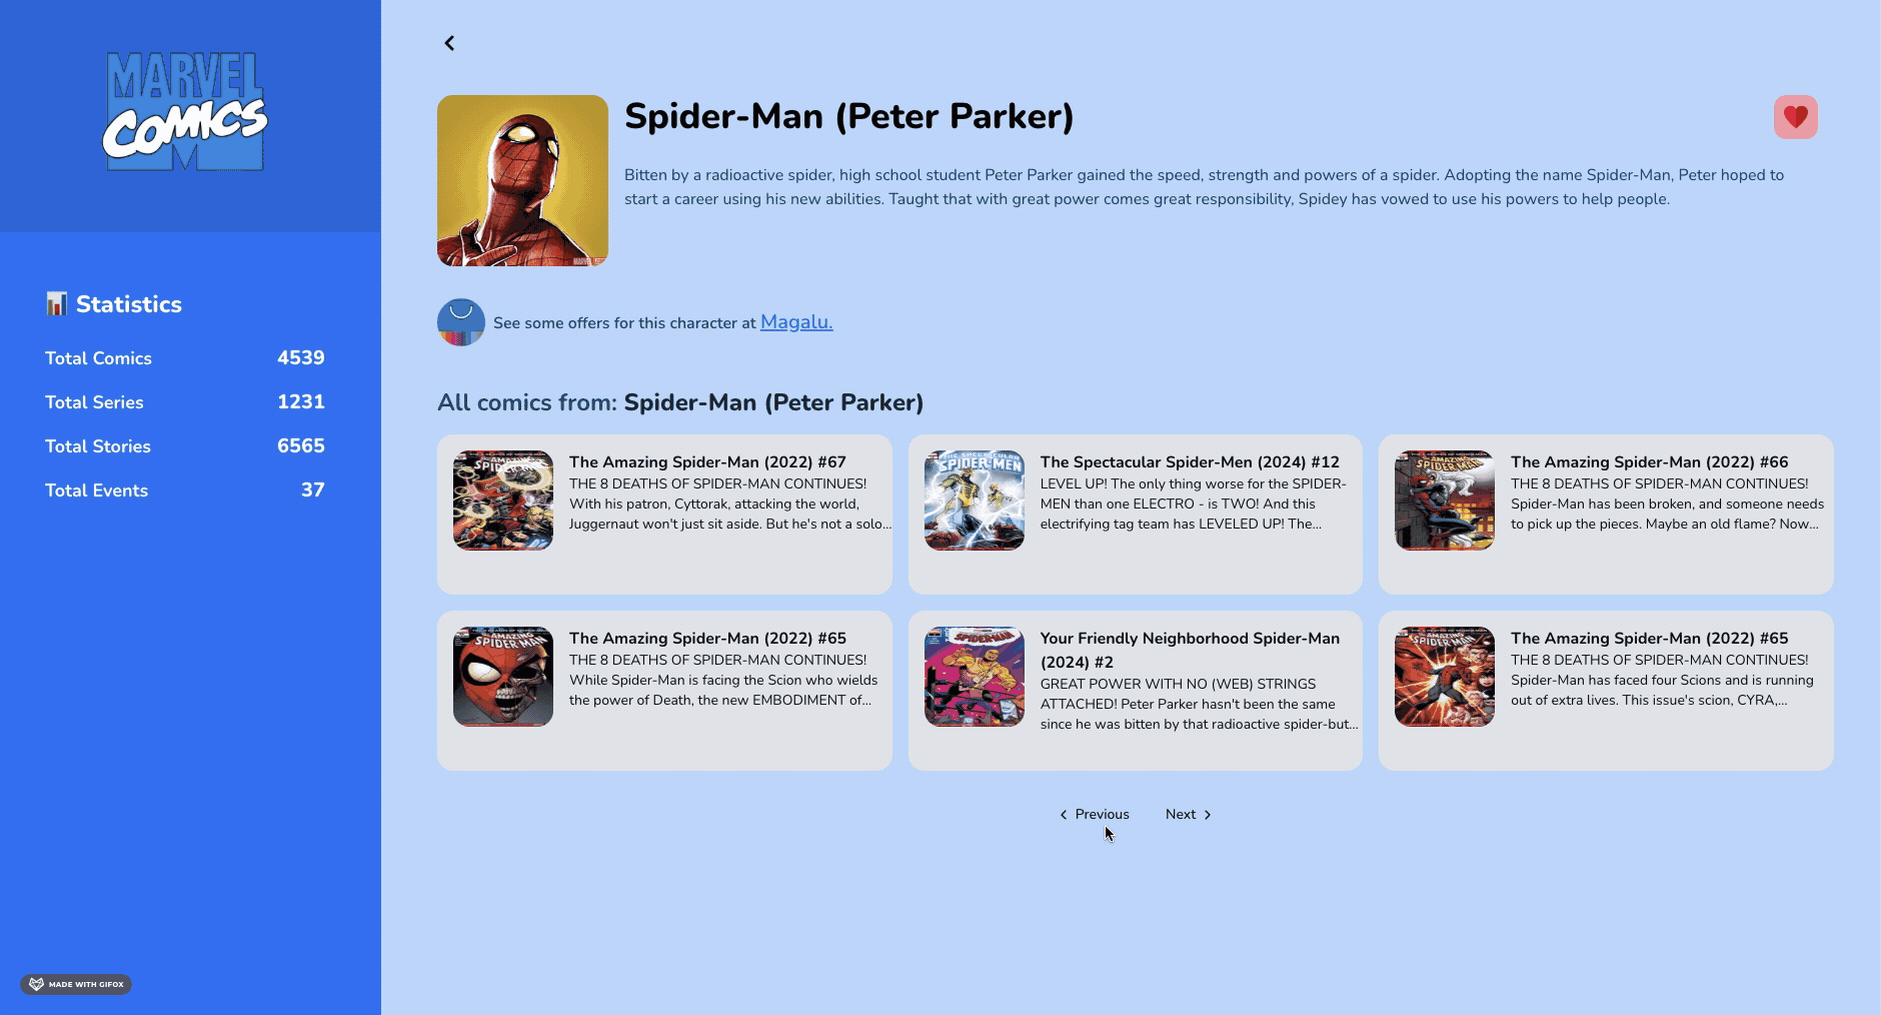 MARVEL
COMICS
Spider-Man (Peter Parker)
Bitten by a radioactive spider, high school student Peter Parker gained the speed, strength and powers of a spider. Adopting the name Spider-Man, Peter hoped to
start a career using his new abilities. Taught that with great power comes great responsibility, Spidey has vowed to use his powers to help people.
See some offers for this character at Magalu.
Statistics
Total Comics 4539
Total Series 1231
Total Stories 6565
Total Events 37
All comics from: Spider-Man (Peter Parker)
The Amazing Spider-Man (2022) #67
THE 8 DEATHS OF SPIDER-MAN CONTINUES!
With his patron, Cyttorak, attacking the world,
Juggernaut won't just sit aside. But he's not a solo...
The Spectacular Spider-Men (2024) #12
LEVEL UP! The only thing worse for the SPIDER-
MEN than one ELECTRO - is TWO! And this
electrifying tag team has LEVELED UP! The...
The Amazing Spider-Man (2022) #66
THE 8 DEATHS OF SPIDER-MAN CONTINUES!
Spider-Man has been broken, and someone needs
to pick up the pieces. Maybe an old flame? Now...
The Amazing Spider-Man (2022) #65
THE 8 DEATHS OF SPIDER-MAN CONTINUES!
While Spider-Man is facing the Scion who wields
the power of Death, the new EMBODIMENT of...
Your Friendly Neighborhood Spider-Man
(2024) #2
GREAT POWER WITH NO (WEB) STRINGS
ATTACHED! Peter Parker hasn't been the same
since he was bitten by that radioactive spider-but...
The Amazing Spider-Man (2022) #65
THE 8 DEATHS OF SPIDER-MAN CONTINUES!
Spider-Man has faced four Scions and is running
out of extra lives. This issue's scion, CYRA,...
Previous Next
MADE WITH GIFOX